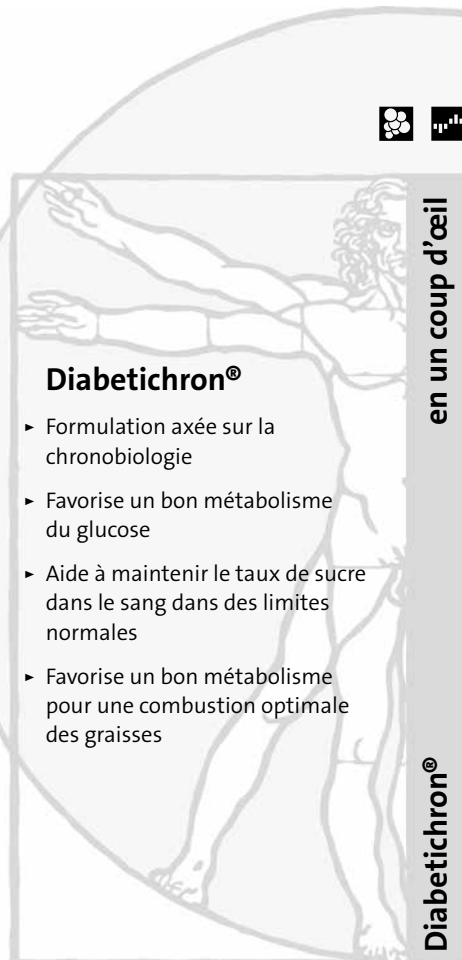 Diabetichron®
► Formulation axée sur la
chronobiologie
► Favorise un bon métabolisme
du glucose
► Aide à maintenir le taux de sucre
dans le sang dans des limites
normales
► Favorise un bon métabolisme
pour une combustion optimale
des graisses
en un coup d’œil
Diabetichron®